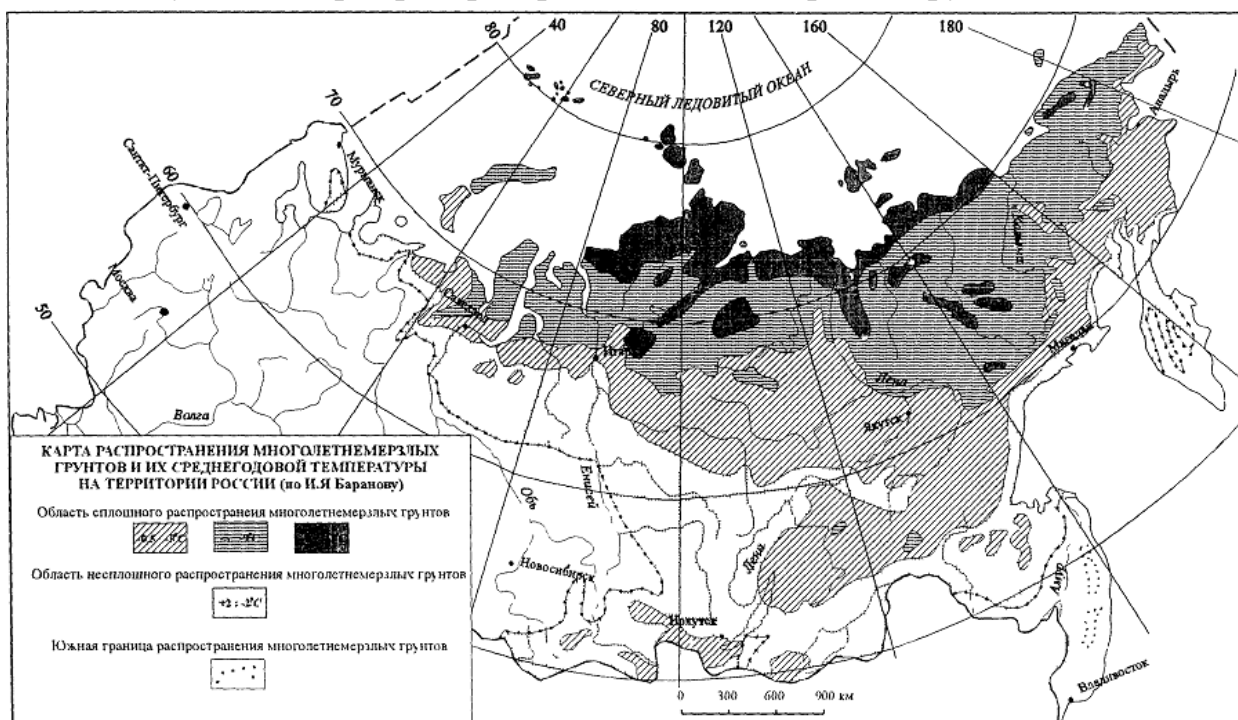 80
40
80
120
160
180
70
60
50
СЕВЕРНЫЙ ЛЕДОВИТЫЙ ОКЕАН
Анадырь
Мурманск
Санкт-Питербург
Москва
Колыма
Магадан
Лена
Якутск
Волга
Енисей
Обь
Лена
Новосибирск
Иркутск
Амур
Владивосток
КАРТА РАСПРОСТРАНЕНИЯ МНОГОЛЕТНЕМЕРЗЛЫХ
ГРУНТОВ И ИХ СРЕДНЕГОДОВОЙ ТЕМПЕРАТУРЫ
НА ТЕРРИТОРИИ РОССИИ (по И.Я Баранову)
Область сплошного распространеия многолетнемерзлых грунтов
Область несплошного распространения многолетнемерзлых грунтов
+2 : -2°С
Южная граница распространения многолетнемерзлых грунтов
0 300 600 900 км